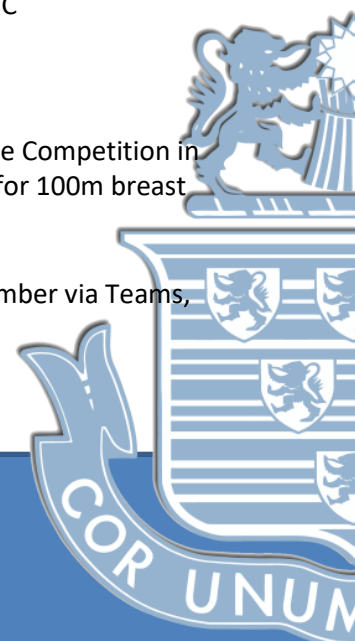 C
e Competition in
for 100m breast
mber via Teams,
COR UNUM